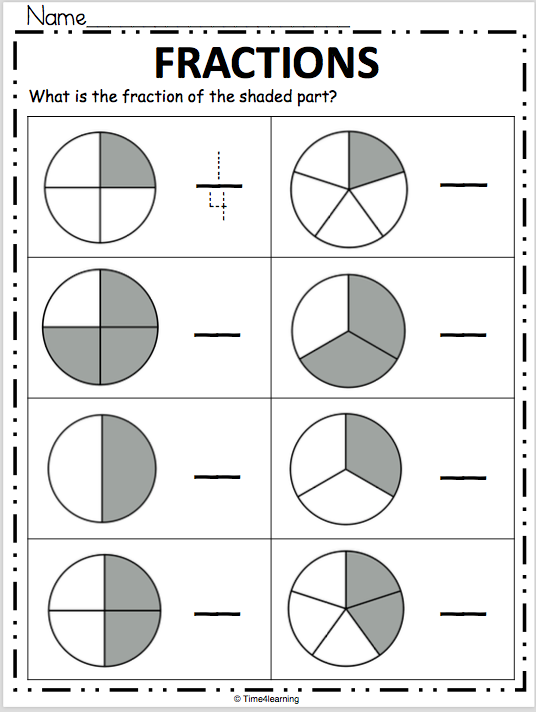 Name
FRACTIONS
What is the fraction of the shaded part?
1
4
© Time4learning